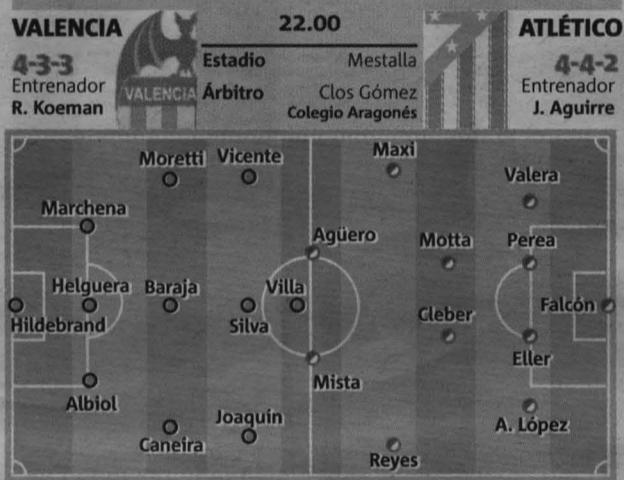 VALENCIA
4-3-3
Entrenador
R. Koeman
VALENCIA
22.00
Estadio Mestalla
Árbitro Clos Gómez
Colegio Aragonés
ATLÉTICO
4-4-2
Entrenador
J. Aguirre
Moretti Vicente Maxi
Valera
Marchena
Agüero Motta Perea
Helguera Baraja Villa
Hildebrand Silva Cleber Falcón
Eller
Albiol Mista
Caneira Joaquín A. López
Reyes